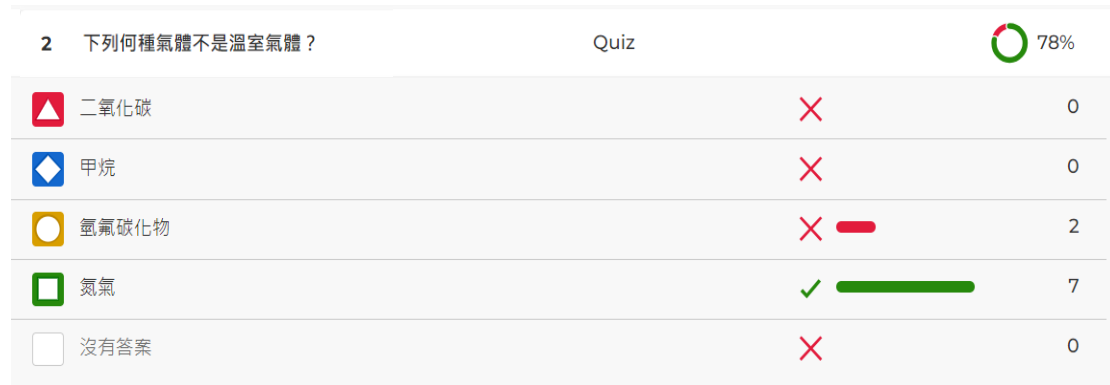 2 下列何種氣體不是溫室氣體？ Quiz 78%
二氧化碳 0
甲烷 0
氫氟碳化物 2
氮氣 7
沒有答案 0